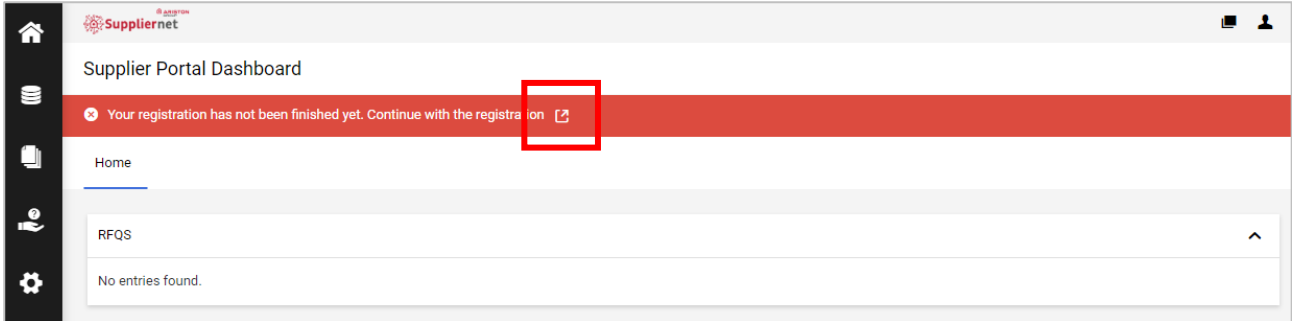 ARISTON
Suppliernet
Supplier Portal Dashboard
Your registration has not been finished yet. Continue with the registration
Home
RFQS
No entries found.